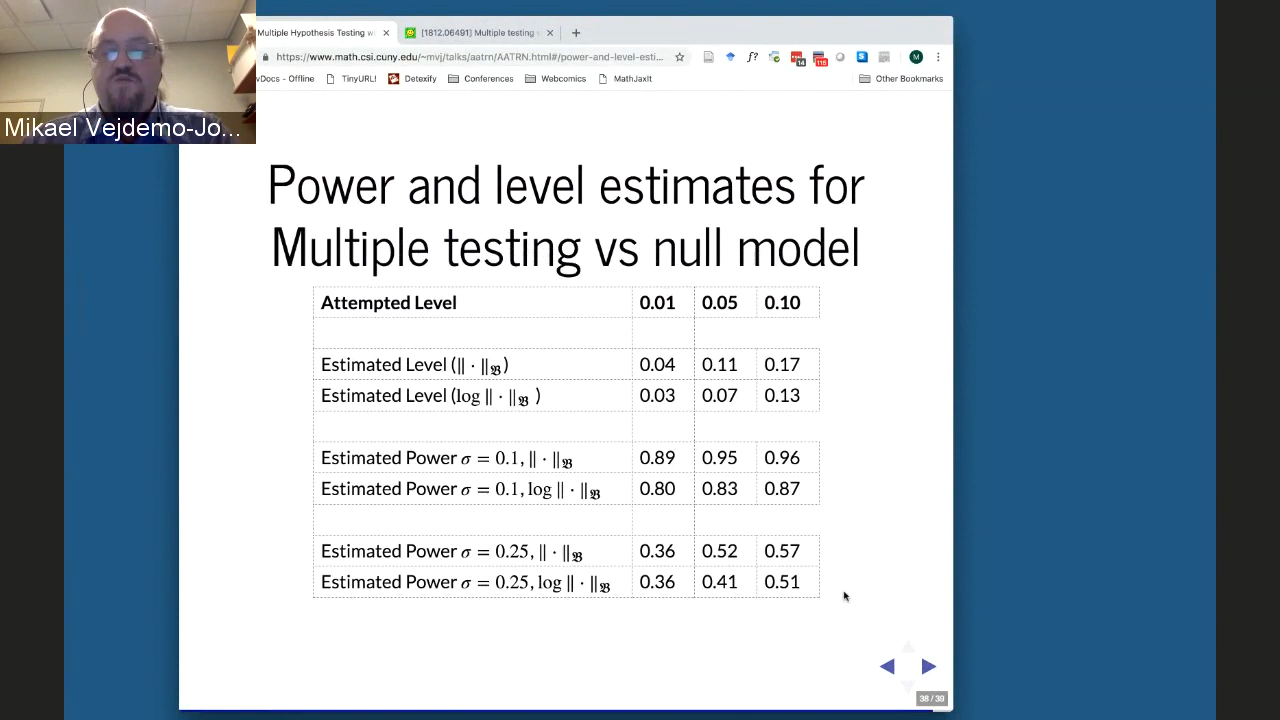 Multiple Hypothesis Testing w
[1812.06491] Multiple testing
https://www.math.csi.cuny.edu/~mvj/talks/aatrn/AATRN.html#/power-and-level-esti...
vDocs - Offline TinyURL! Detexify Conferences Webcomics MathJaxIt Other Bookmarks
Mikael Vejdemo-Jo...
Power and level estimates for
Multiple testing vs null model
Attempted Level 0.01 0.05 0.10
Estimated Level (‖ · ‖𝔅) 0.04 0.11 0.17
Estimated Level (log ‖ · ‖𝔅 ) 0.03 0.07 0.13
Estimated Power σ = 0.1, ‖ · ‖𝔅 0.89 0.95 0.96
Estimated Power σ = 0.1, log ‖ · ‖𝔅 0.80 0.83 0.87
Estimated Power σ = 0.25, ‖ · ‖𝔅 0.36 0.52 0.57
Estimated Power σ = 0.25, log ‖ · ‖𝔅 0.36 0.41 0.51
38 / 39